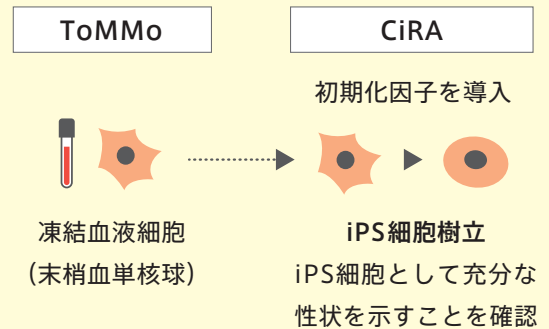 ToMMo
CiRA
初期化因子を導入
凍結血液細胞
(末梢血単核球)
iPS細胞樹立
iPS細胞として充分な
性状を示すことを確認